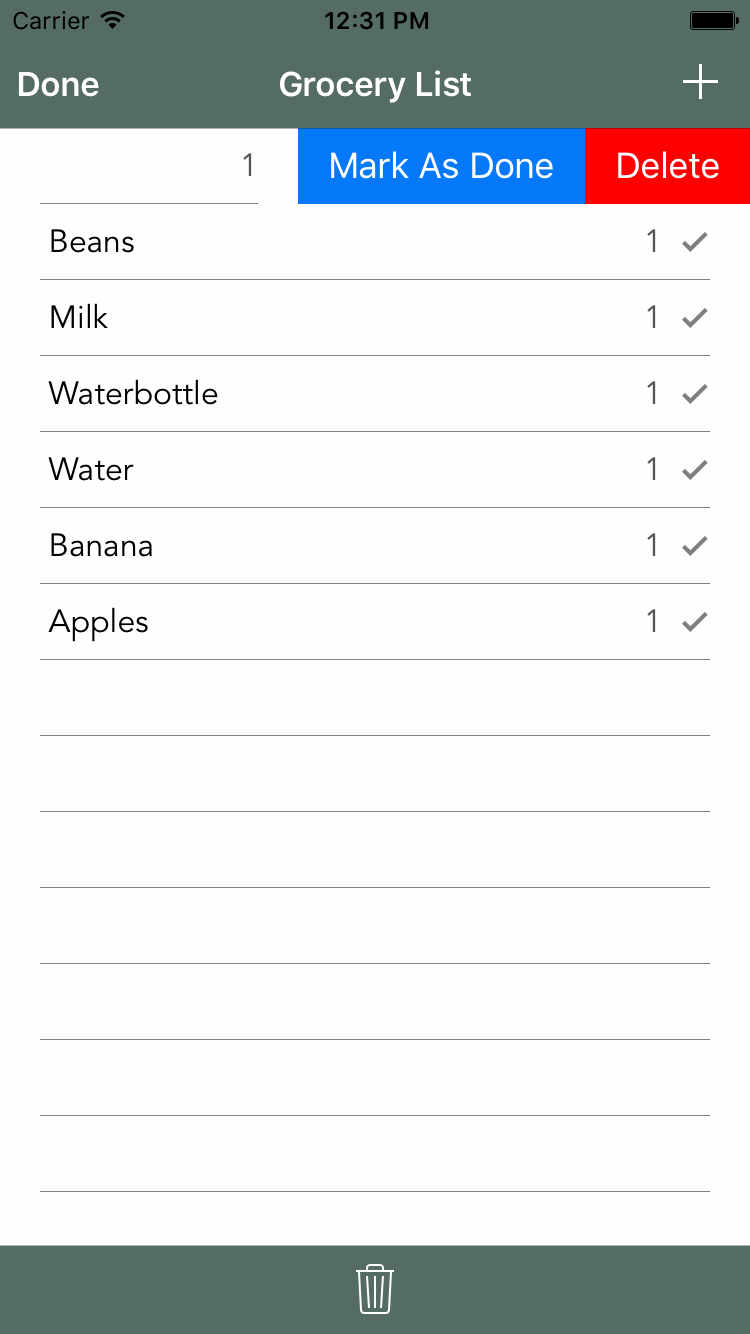 Carrier 12:31 PM
Done Grocery List
1 Mark As Done Delete
Beans 1
Milk 1
Waterbottle 1
Water 1
Banana 1
Apples 1